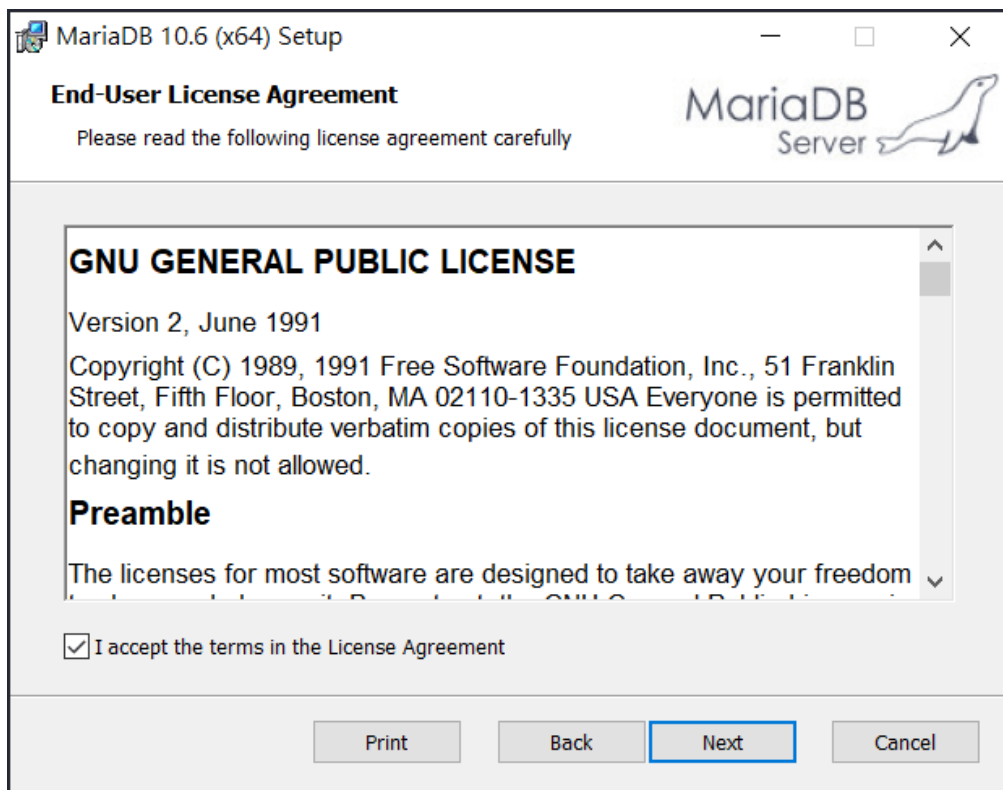 MariaDB 10.6 (x64) Setup
End-User License Agreement
Please read the following license agreement carefully
MariaDB
Server
GNU GENERAL PUBLIC LICENSE
Version 2, June 1991
Copyright (C) 1989, 1991 Free Software Foundation, Inc., 51 Franklin
Street, Fifth Floor, Boston, MA 02110-1335 USA Everyone is permitted
to copy and distribute verbatim copies of this license document, but
changing it is not allowed.
Preamble
The licenses for most software are designed to take away your freedom
I accept the terms in the License Agreement
Print
Back
Next
Cancel